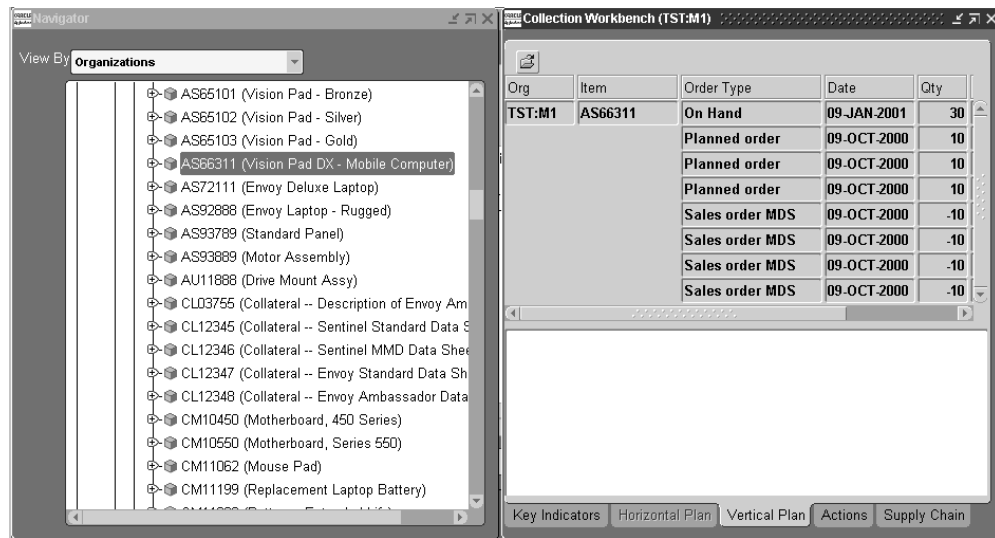 Navigator
View By Organizations
AS65101 (Vision Pad - Bronze)
AS65102 (Vision Pad - Silver)
AS65103 (Vision Pad - Gold)
AS66311 (Vision Pad DX - Mobile Computer)
AS72111 (Envoy Deluxe Laptop)
AS92888 (Envoy Laptop - Rugged)
AS93789 (Standard Panel)
AS93889 (Motor Assembly)
AU11888 (Drive Mount Assy)
CL03755 (Collateral -- Description of Envoy Am
CL12345 (Collateral -- Sentinel Standard Data S
CL12346 (Collateral -- Sentinel MMD Data Shee
CL12347 (Collateral -- Envoy Standard Data Sh
CL12348 (Collateral -- Envoy Ambassador Data
CM10450 (Motherboard, 450 Series)
CM10550 (Motherboard, Series 550)
CM11062 (Mouse Pad)
CM11199 (Replacement Laptop Battery)
Collection Workbench (TST:M1)
Org Item Order Type Date Qty
TST:M1 AS66311 On Hand 09-JAN-2001 30
Planned order 09-OCT-2000 10
Planned order 09-OCT-2000 10
Planned order 09-OCT-2000 10
Sales order MDS 09-OCT-2000 -10
Sales order MDS 09-OCT-2000 -10
Sales order MDS 09-OCT-2000 -10
Sales order MDS 09-OCT-2000 -10
Key Indicators Horizontal Plan Vertical Plan Actions Supply Chain